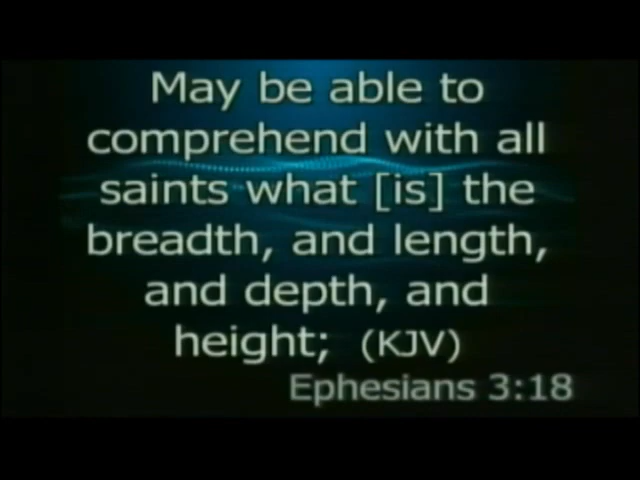 May be able to
comprehend with all
saints what [is] the
breadth, and length,
and depth, and
height; (KJV)
Ephesians 3:18